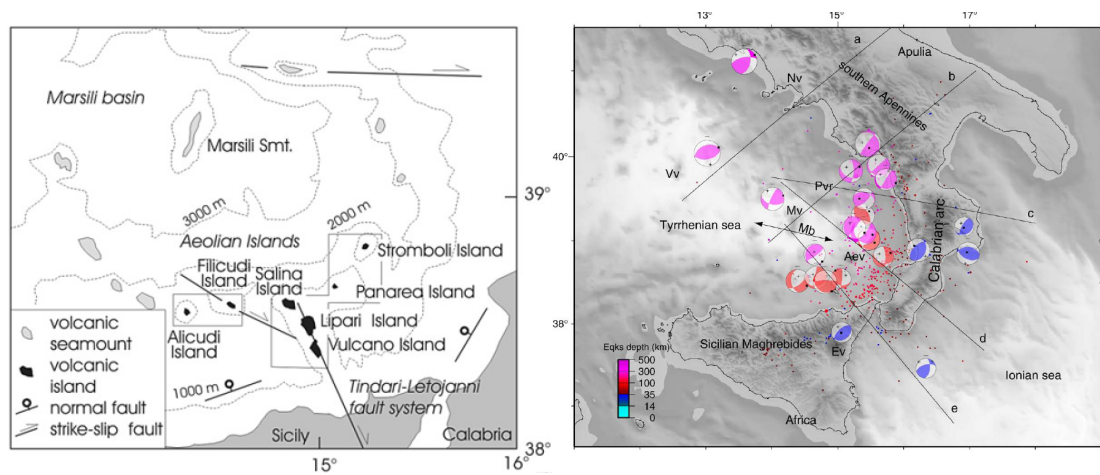 Marsili basin
Marsili Smt.
3000 m
2000 m
39°
Aeolian Islands
Stromboli Island
Filicudi
Island
Salina
Island
Panarea Island
Alicudi
Island
Lipari Island
Vulcano Island
1000 m
Tindari-Letojanni
fault system
volcanic
seamount
volcanic
island
normal fault
strike-slip fault
Sicily
Calabria
15°
16°
38°
13°
15°
17°
40°
38°
a
Apulia
b
Nv
southern Apennines
Vv
Pvr
c
Tyrrhenian sea
Mv
Mb
Calabrian arc
Aev
d
Sicilian Maghrebides
Ev
Eqks depth (km)
500
300
100
35
14
0
Ionian sea
Africa
e